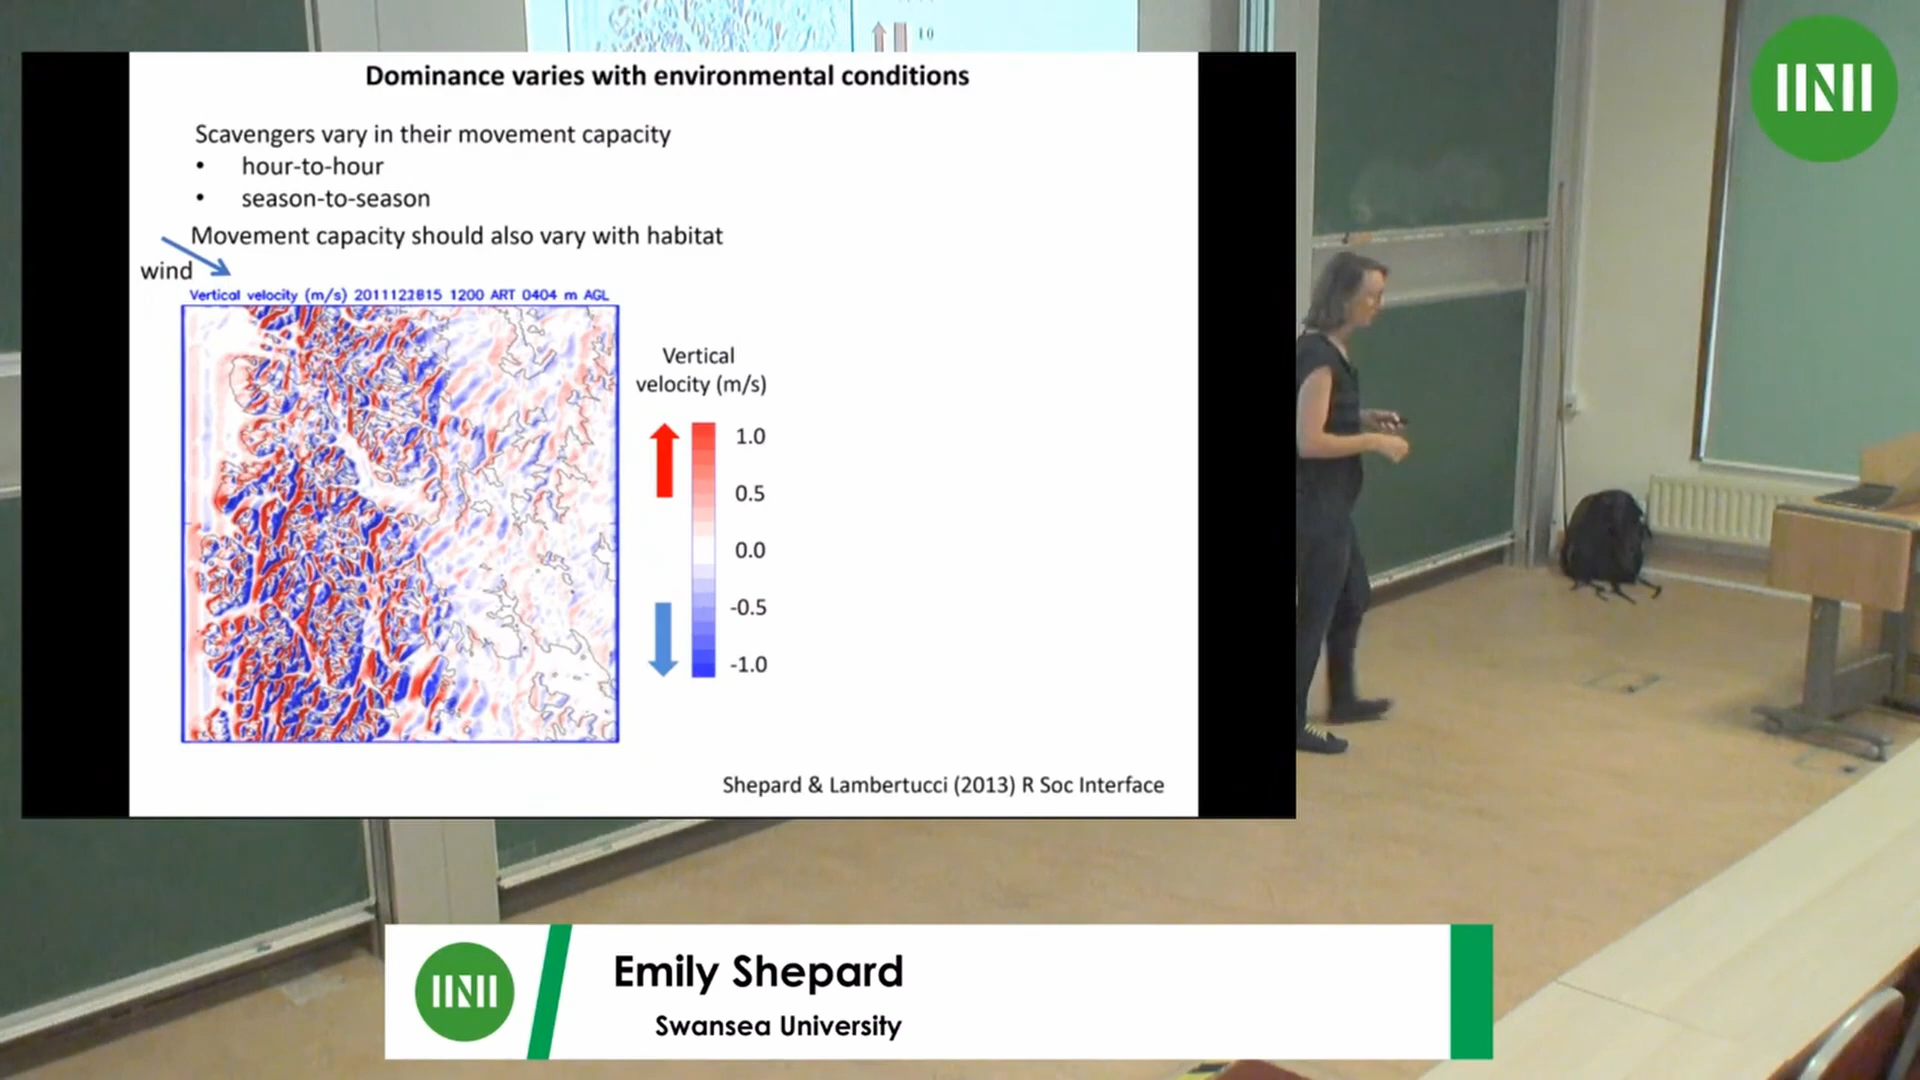 1.0
Dominance varies with environmental conditions
Scavengers vary in their movement capacity
• hour-to-hour
• season-to-season
Movement capacity should also vary with habitat
wind
Vertical velocity (m/s) 2011122815 1200 ART 0404 m AGL
Vertical
velocity (m/s)
1.0
0.5
0.0
-0.5
-1.0
Shepard & Lambertucci (2013) R Soc Interface
Emily Shepard
Swansea University